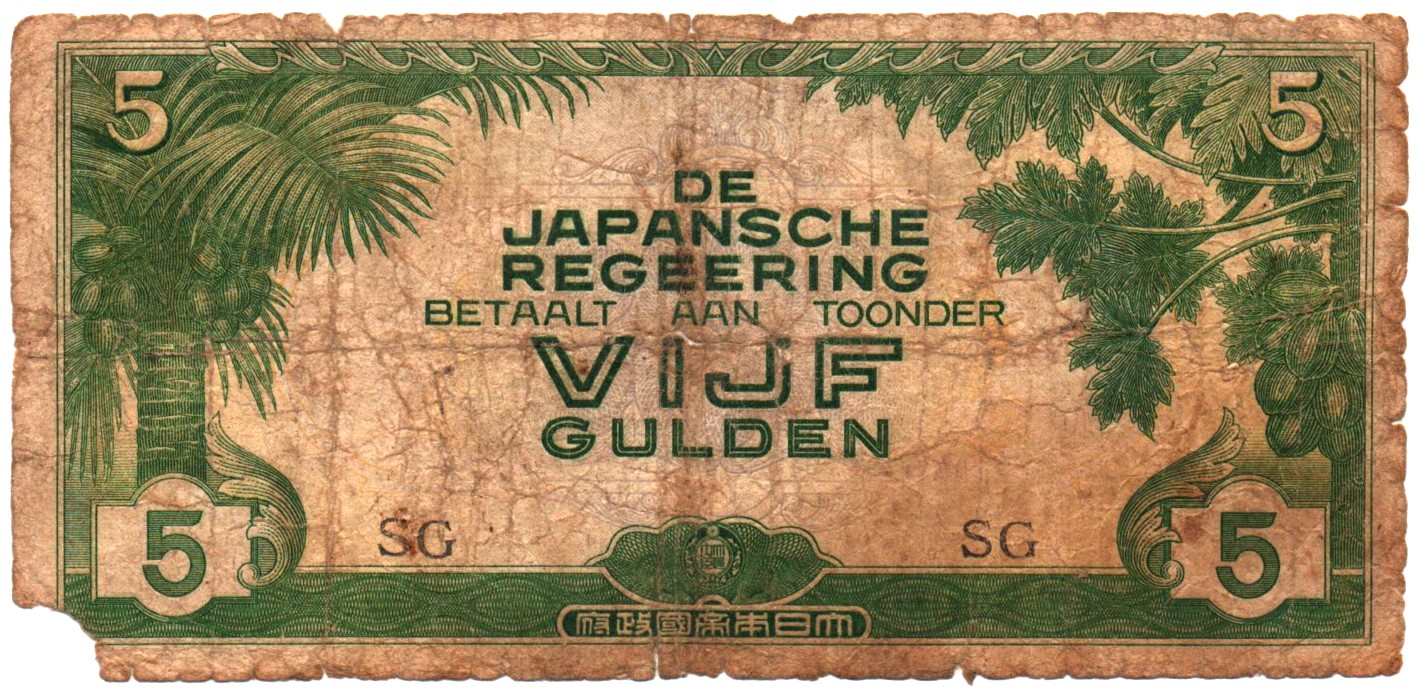 5 5
DE
JAPANSCHE
REGEERING
BETAALT AAN TOONDER
VIJF
GULDEN
SG SG
5 5
大日本帝國政府